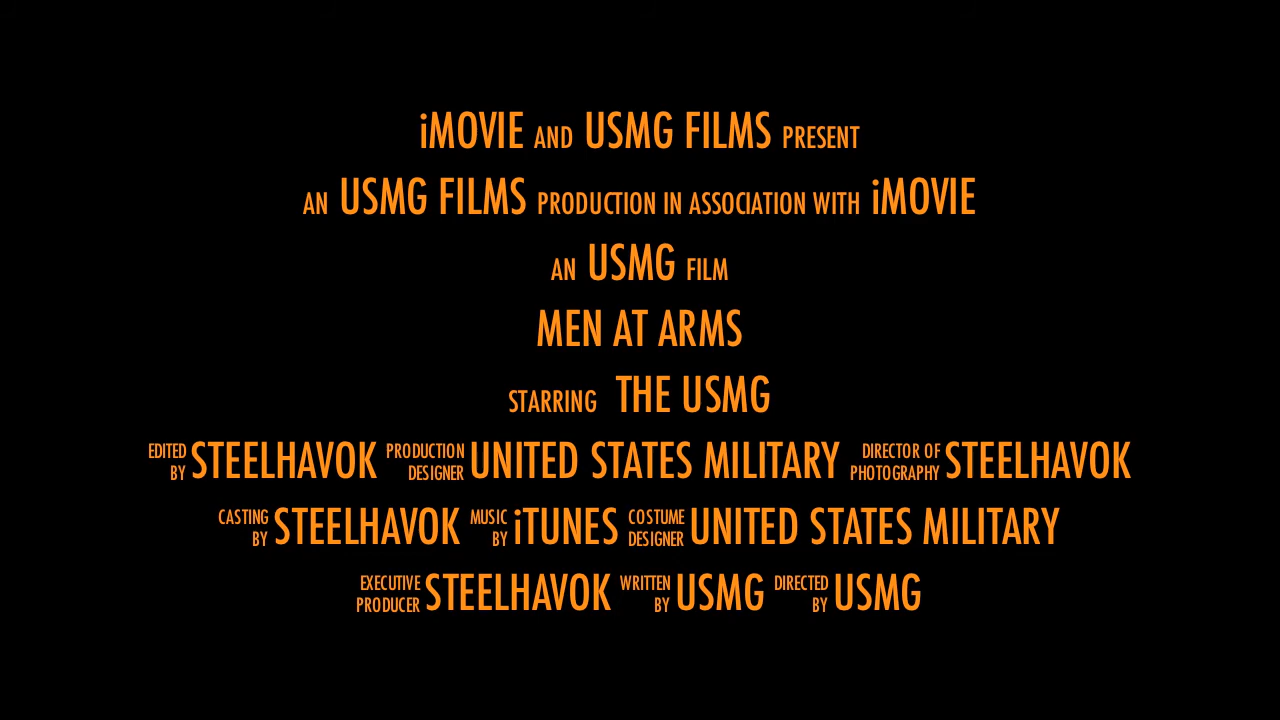 iMOVIE AND USMG FILMS PRESENT
AN USMG FILMS PRODUCTION IN ASSOCIATION WITH iMOVIE
AN USMG FILM
MEN AT ARMS
STARRING THE USMG
EDITED BY STEELHAVOK PRODUCTION DESIGNER UNITED STATES MILITARY DIRECTOR OF PHOTOGRAPHY STEELHAVOK
CASTING BY STEELHAVOK MUSIC BY iTUNES COSTUME DESIGNER UNITED STATES MILITARY
EXECUTIVE PRODUCER STEELHAVOK WRITTEN BY USMG DIRECTED BY USMG